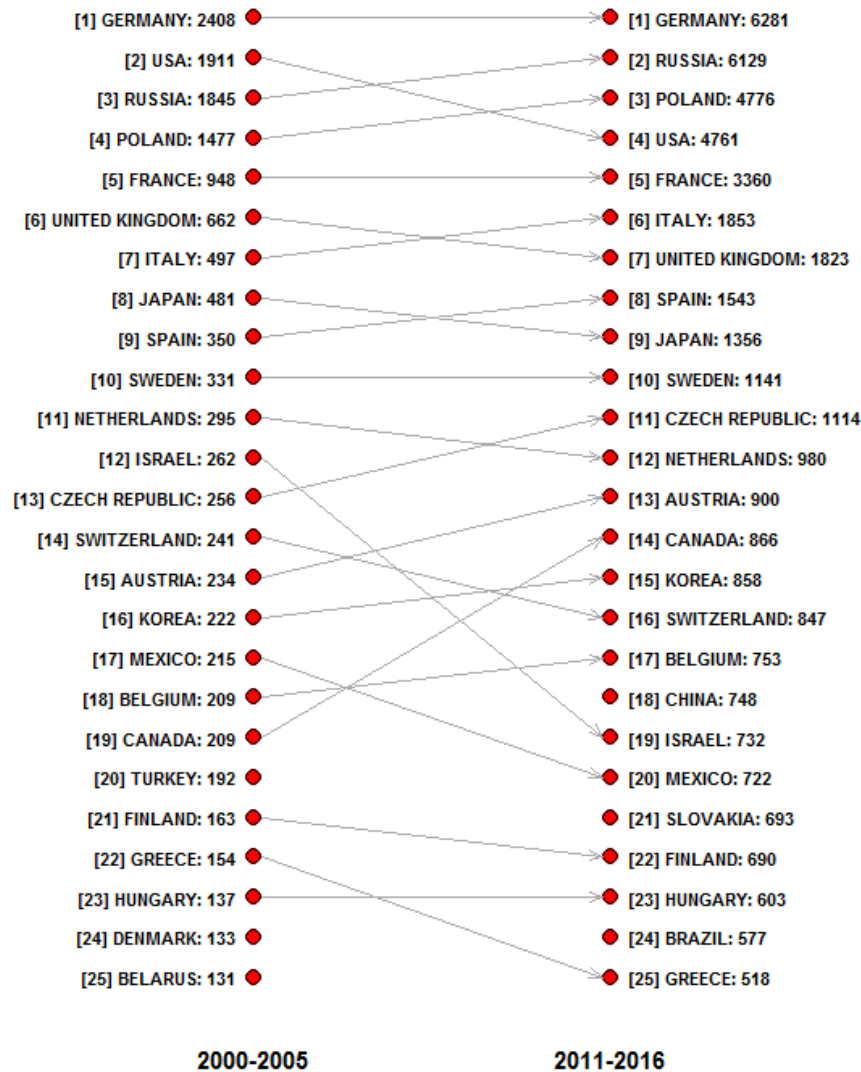 [1] GERMANY: 2408
[2] USA: 1911
[3] RUSSIA: 1845
[4] POLAND: 1477
[5] FRANCE: 948
[6] UNITED KINGDOM: 662
[7] ITALY: 497
[8] JAPAN: 481
[9] SPAIN: 350
[10] SWEDEN: 331
[11] NETHERLANDS: 295
[12] ISRAEL: 262
[13] CZECH REPUBLIC: 256
[14] SWITZERLAND: 241
[15] AUSTRIA: 234
[16] KOREA: 222
[17] MEXICO: 215
[18] BELGIUM: 209
[19] CANADA: 209
[20] TURKEY: 192
[21] FINLAND: 163
[22] GREECE: 154
[23] HUNGARY: 137
[24] DENMARK: 133
[25] BELARUS: 131
2000-2005
[1] GERMANY: 6281
[2] RUSSIA: 6129
[3] POLAND: 4776
[4] USA: 4761
[5] FRANCE: 3360
[6] ITALY: 1853
[7] UNITED KINGDOM: 1823
[8] SPAIN: 1543
[9] JAPAN: 1356
[10] SWEDEN: 1141
[11] CZECH REPUBLIC: 1114
[12] NETHERLANDS: 980
[13] AUSTRIA: 900
[14] CANADA: 866
[15] KOREA: 858
[16] SWITZERLAND: 847
[17] BELGIUM: 753
[18] CHINA: 748
[19] ISRAEL: 732
[20] MEXICO: 722
[21] SLOVAKIA: 693
[22] FINLAND: 690
[23] HUNGARY: 603
[24] BRAZIL: 577
[25] GREECE: 518
2011-2016